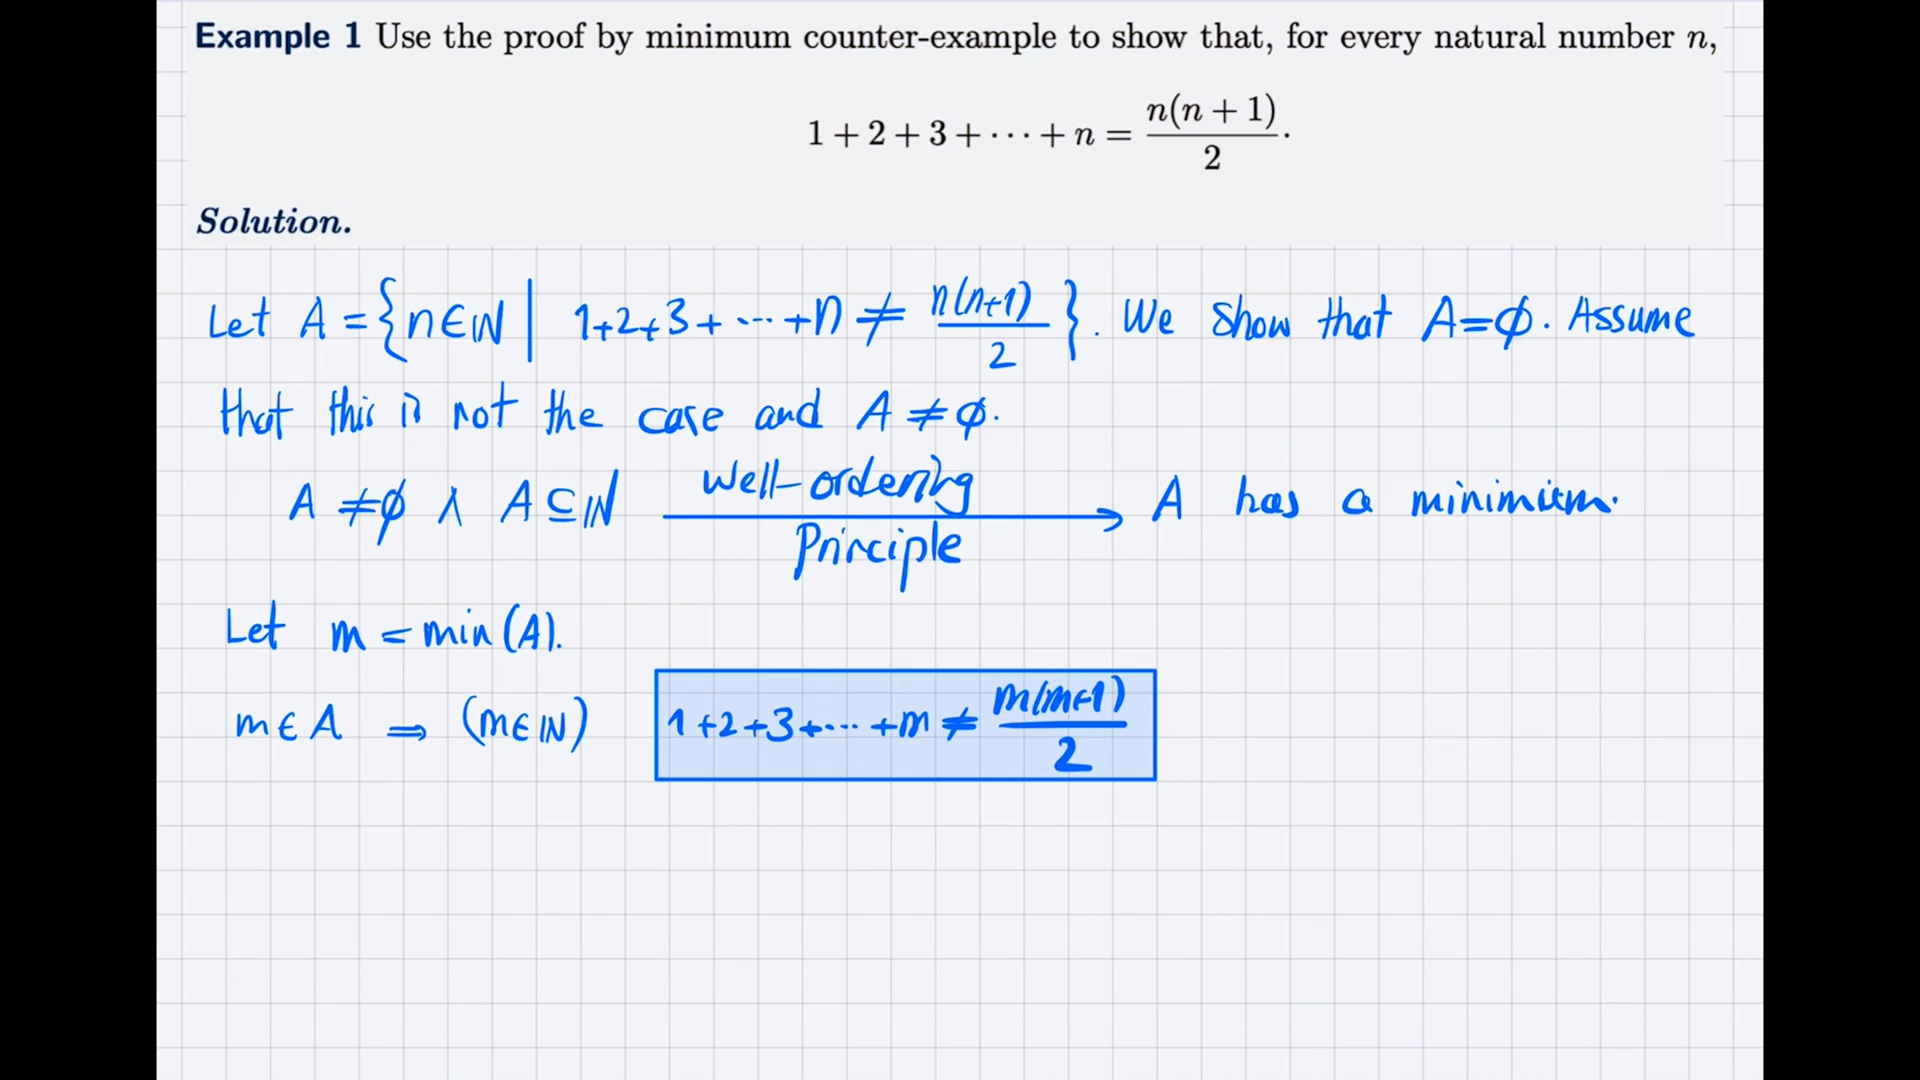 Example 1 Use the proof by minimum counter-example to show that, for every natural number n,
1 + 2 + 3 + ⋯ + n = n(n + 1)/2.
Solution.
Let A = {n ∈ ℕ | 1+2+3+⋯+n ≠ n(n+1)/2}. We show that A=∅. Assume
that this is not the case and A ≠ ∅.
A ≠ ∅ ∧ A ⊆ ℕ —Well-ordering Principle→ A has a minimum.
Let m = min(A).
m ∈ A ⇒ (m ∈ ℕ) 1+2+3+⋯+m ≠ m(m+1)/2